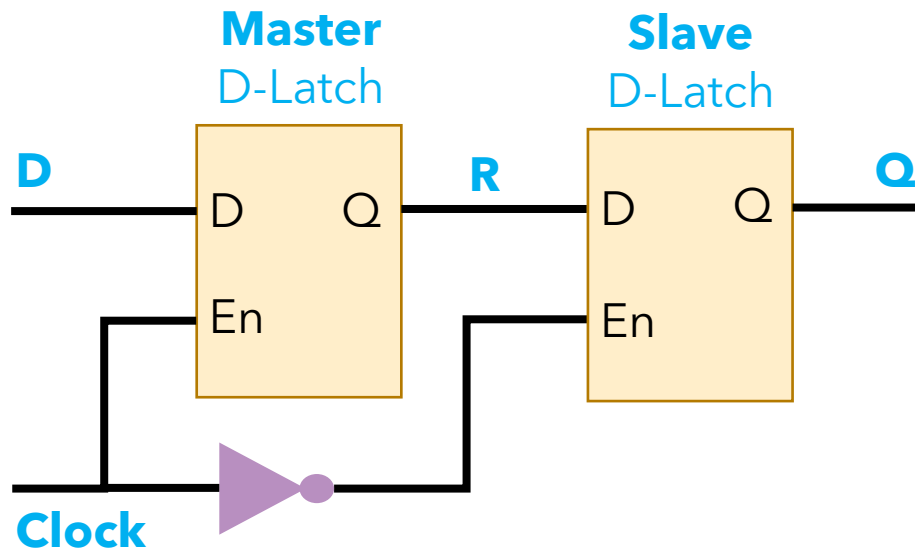 Master
D-Latch
Slave
D-Latch
D
R
Q
D
Q
D
Q
En
En
Clock